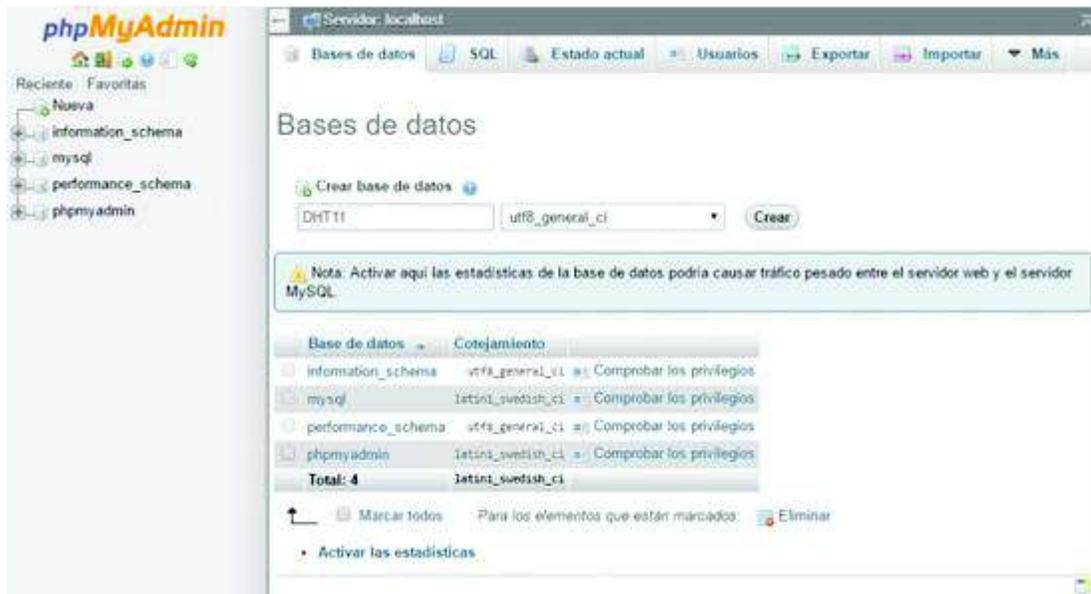 phpMyAdmin
Reciente Favoritas
Nueva
information_schema
mysql
performance_schema
phpmyadmin
Servidor: localhost
Bases de datos SQL Estado actual Usuarios Exportar Importar Más
Bases de datos
Crear base de datos
DHT11 utf8_general_ci Crear
Nota: Activar aquí las estadísticas de la base de datos podría causar tráfico pesado entre el servidor web y el servidor
MySQL.
Base de datos Cotejamiento
information_schema utf8_general_ci Comprobar los privilegios
mysql latin1_swedish_ci Comprobar los privilegios
performance_schema utf8_general_ci Comprobar los privilegios
phpmyadmin latin1_swedish_ci Comprobar los privilegios
Total: 4 latin1_swedish_ci
Marcar todos Para los elementos que están marcados: Eliminar
Activar las estadísticas